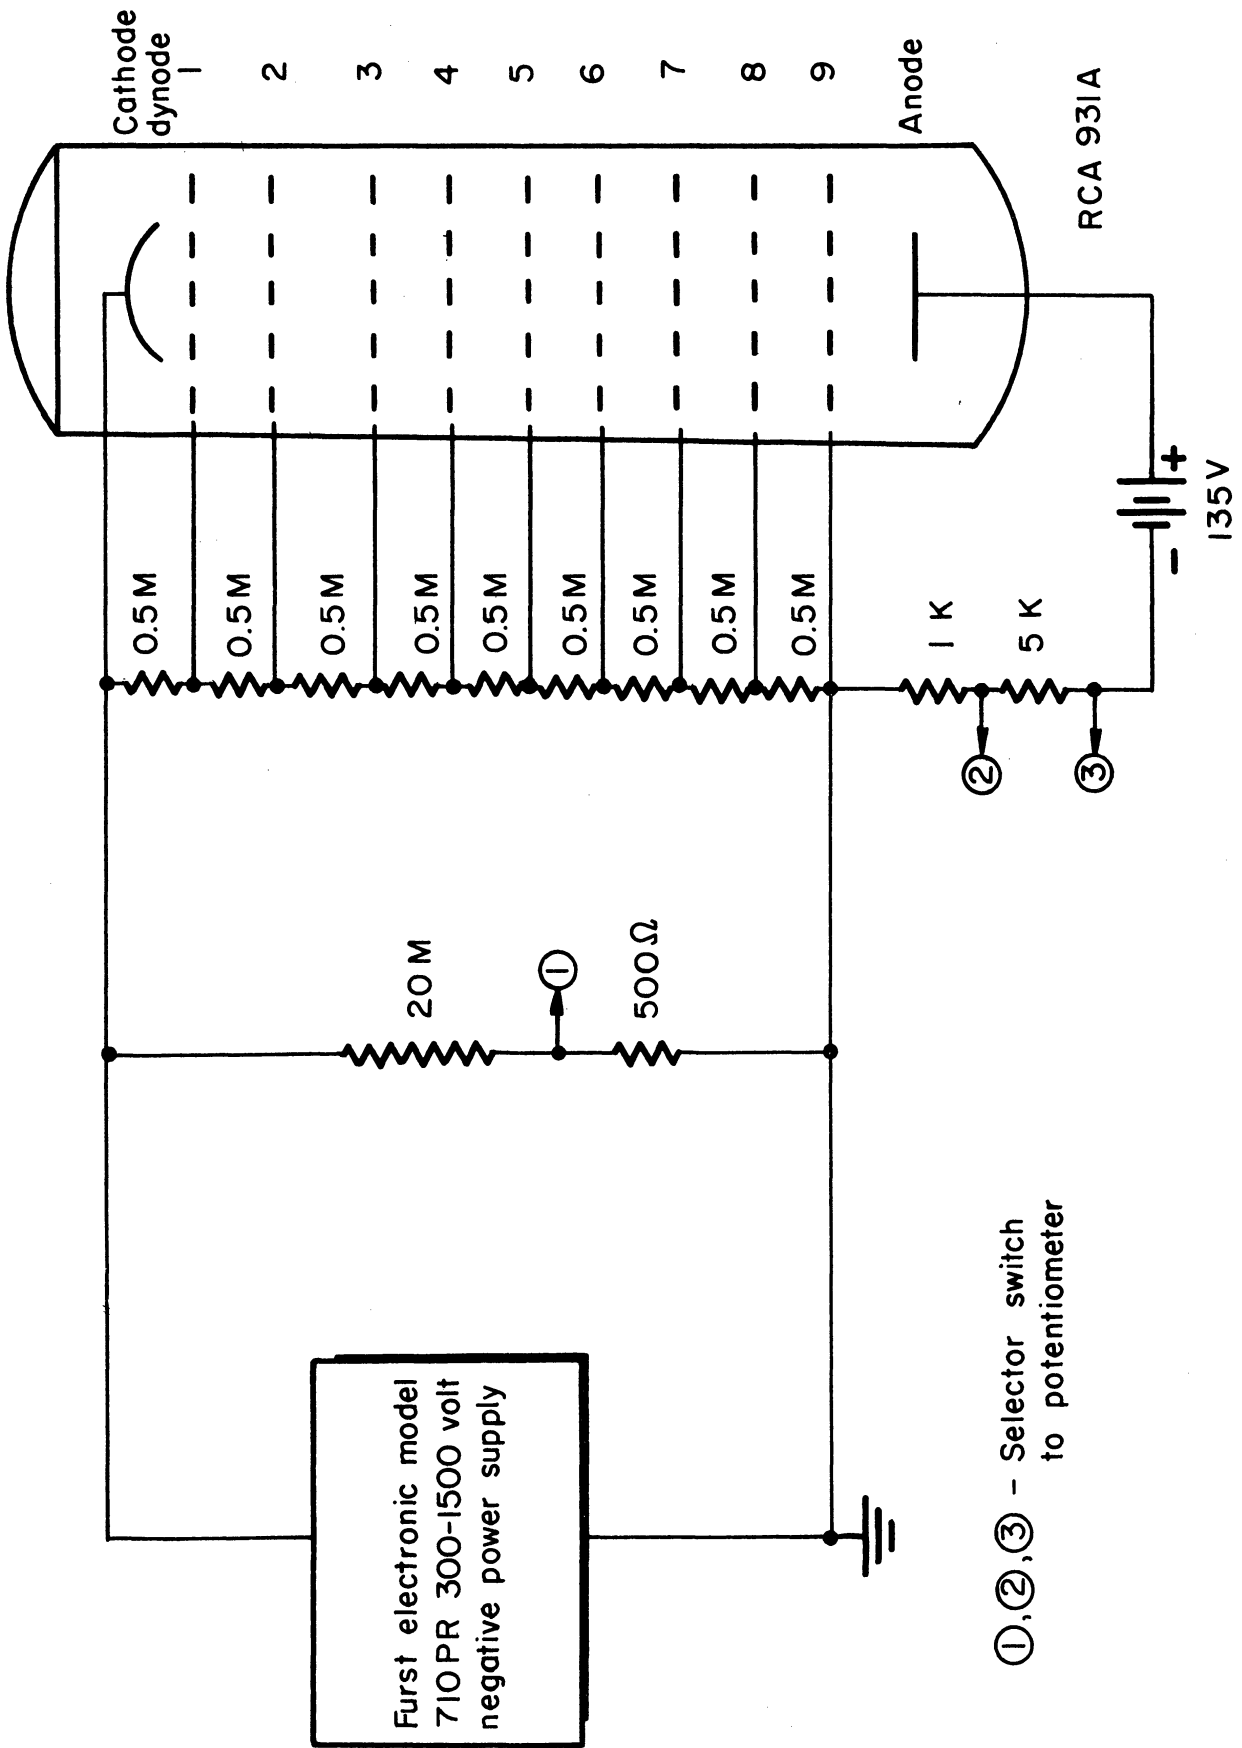 Cathode
dynode
1
2
3
4
5
6
7
8
9
Anode
RCA 931A
0.5 M
0.5 M
0.5 M
0.5 M
0.5 M
0.5 M
0.5 M
0.5 M
0.5 M
1 K
5 K
②
③
− +
135 V
20 M
①
500 Ω
Furst electronic model
710 PR 300-1500 volt
negative power supply
①,②,③ – Selector switch
to potentiometer